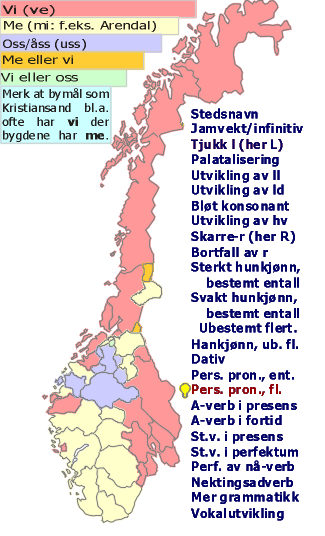 Vi (ve)
Me (mi: f.eks. Arendal)
Oss/åss (uss)
Me eller vi
Vi eller oss
Merk at bymål som
Kristiansand bl.a.
ofte har vi der
bygdene har me.
Stedsnavn
Jamvekt/infinitiv
Tjukk l (her L)
Palatalisering
Utvikling av ll
Utvikling av ld
Bløt konsonant
Utvikling av hv
Skarre-r (her R)
Bortfall av r
Sterkt hunkjønn,
bestemt entall
Svakt hunkjønn,
bestemt entall
Ubestemt flert.
Hankjønn, ub. fl.
Dativ
Pers. pron., ent.
Pers. pron., fl.
A-verb i presens
A-verb i fortid
St.v. i presens
St.v. i perfektum
Perf. av nå-verb
Nektingsadverb
Mer grammatikk
Vokalutvikling